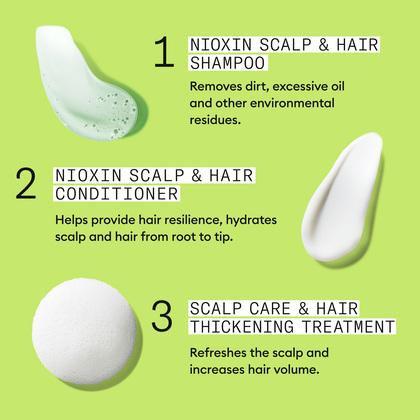 1 NIOXIN SCALP & HAIR
SHAMPOO
Removes dirt, excessive oil
and other environmental
residues.
2 NIOXIN SCALP & HAIR
CONDITIONER
Helps provide hair resilience, hydrates
scalp and hair from root to tip.
3 SCALP CARE & HAIR
THICKENING TREATMENT
Refreshes the scalp and
increases hair volume.